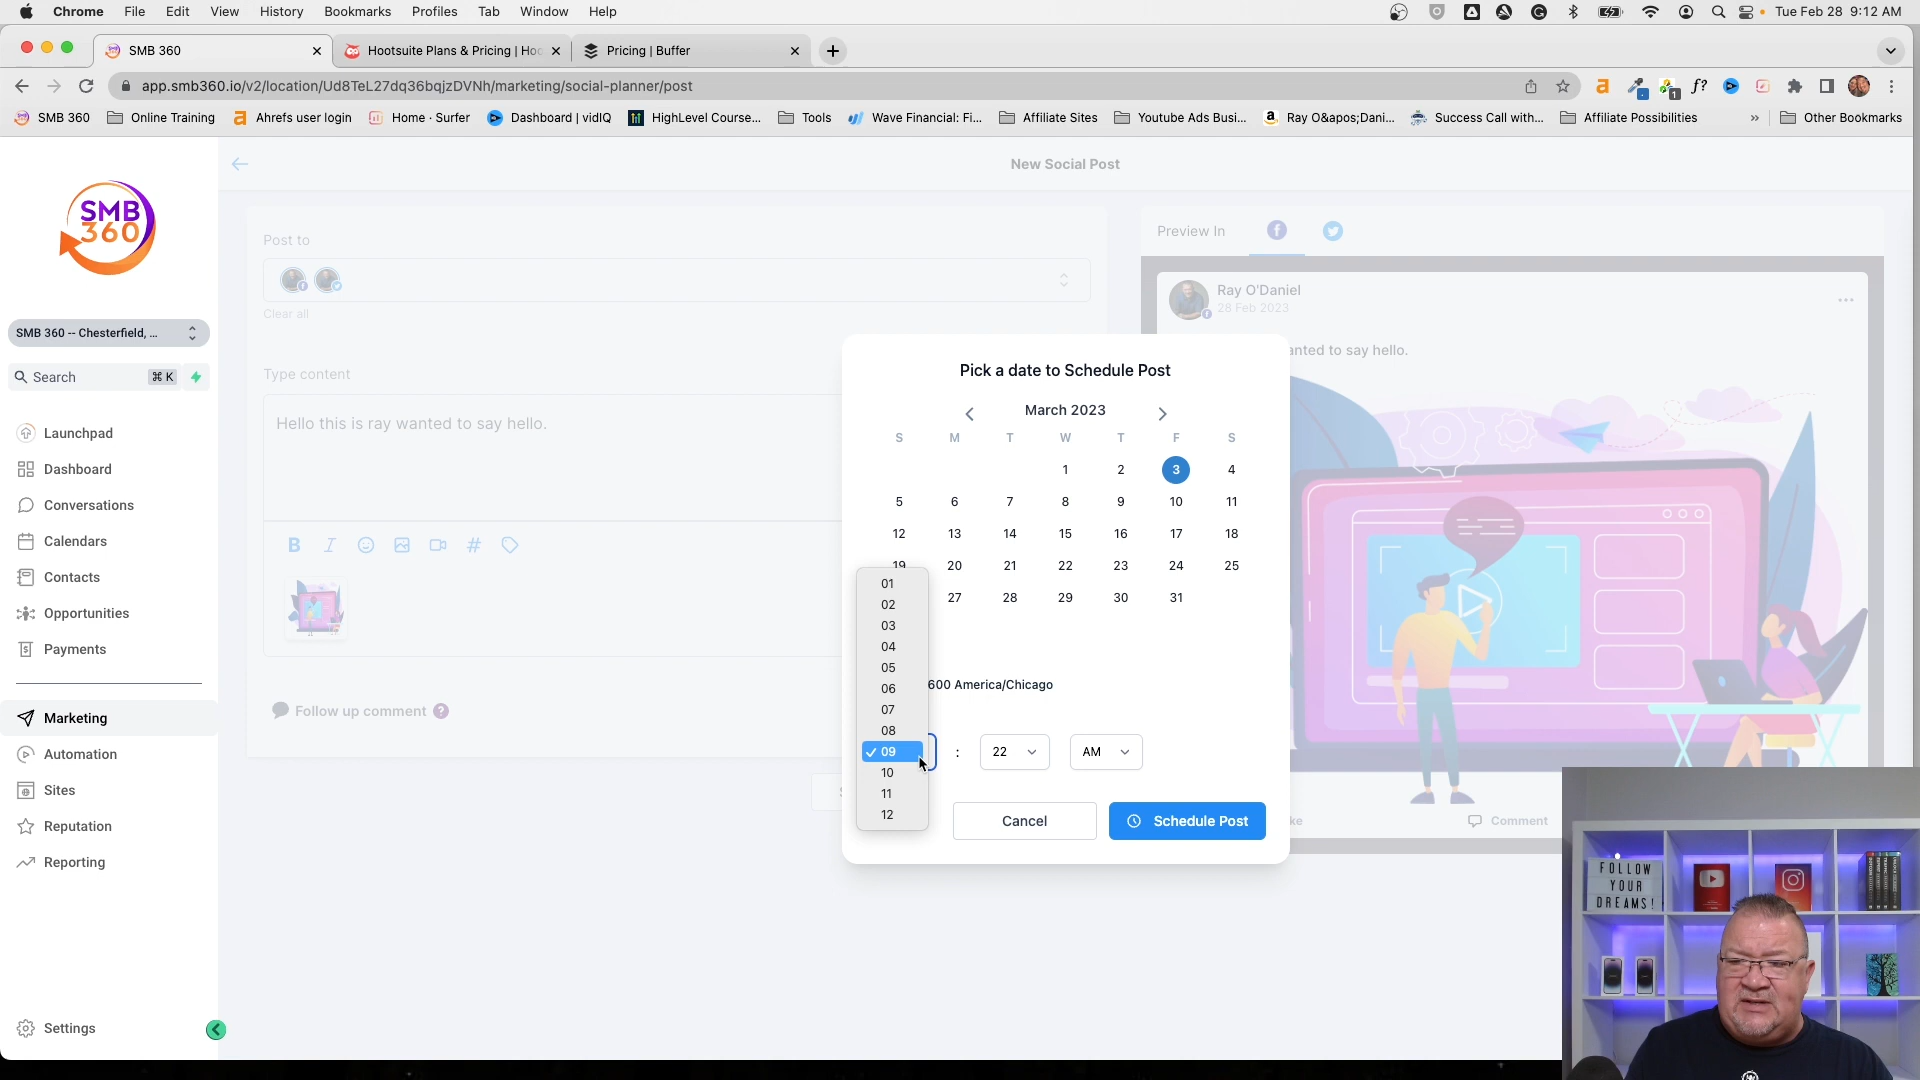 Chrome File Edit View History Bookmarks Profiles Tab Window Help Tue Feb 28 9:12 AM
SMB 360 Hootsuite Plans & Pricing | Hoo Pricing | Buffer
app.smb360.io/v2/location/Ud8TeL27dq36bqjzDVNh/marketing/social-planner/post
SMB 360 Online Training Ahrefs user login Home · Surfer Dashboard | vidIQ HighLevel Course... Tools Wave Financial: Fi... Affiliate Sites Youtube Ads Busi... Ray O&apos;Dani... Success Call with... Affiliate Possibilities » Other Bookmarks
New Social Post
SMB
360
SMB 360 -- Chesterfield, ...
Search ⌘ K
Launchpad
Dashboard
Conversations
Calendars
Contacts
Opportunities
Payments
Marketing
Automation
Sites
Reputation
Reporting
Settings
Post to
Clear all
Type content
Hello this is ray wanted to say hello.
B I #
Follow up comment ?
Pick a date to Schedule Post
March 2023
S M T W T F S
1 2 3 4
5 6 7 8 9 10 11
12 13 14 15 16 17 18
19 20 21 22 23 24 25
27 28 29 30 31
600 America/Chicago
01
02
03
04
05
06
07
08
09
10
11
12
: 22 AM
Cancel Schedule Post
Preview In
Ray O'Daniel
28 Feb 2023
anted to say hello.
Comment
FOLLOW
YOUR
DREAMS!